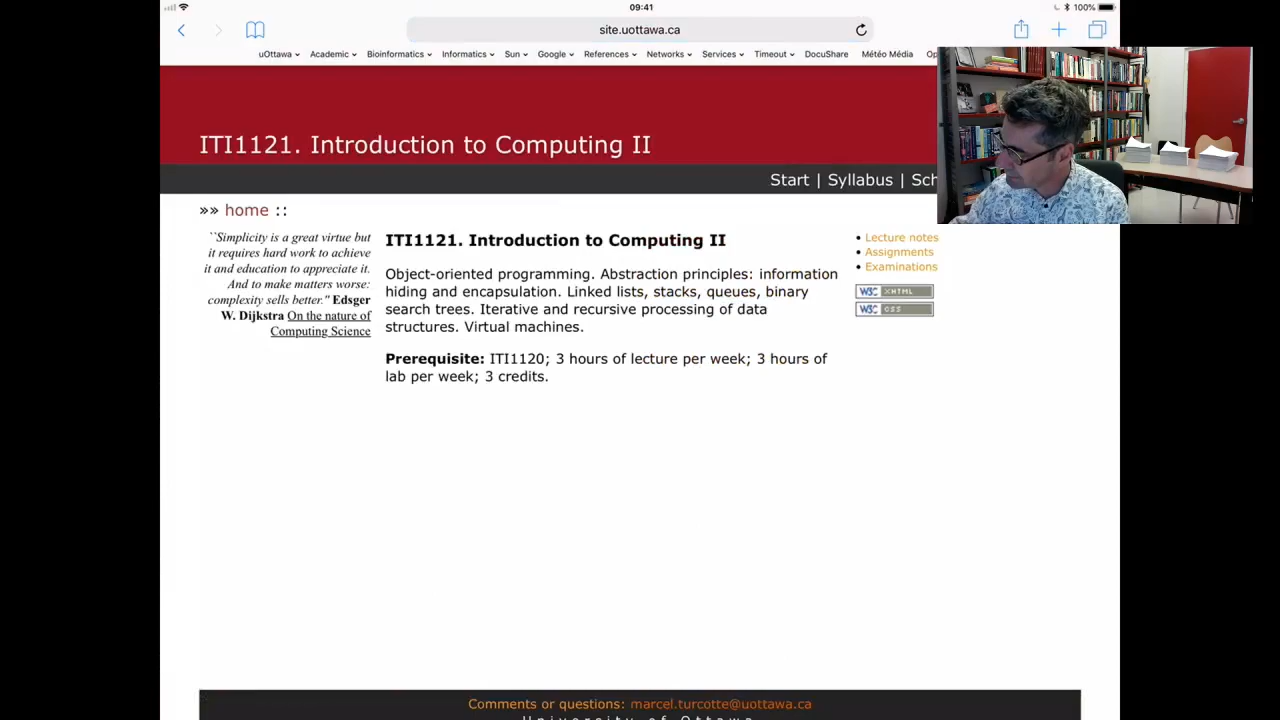 09:41
100%
site.uottawa.ca
uOttawa Academic Bioinformatics Informatics Sun Google References Networks Services Timeout DocuShare Météo Média
ITI1121. Introduction to Computing II
Start | Syllabus | Sch
»» home ::
``Simplicity is a great virtue but
it requires hard work to achieve
it and education to appreciate it.
And to make matters worse:
complexity sells better." Edsger
W. Dijkstra On the nature of
Computing Science
ITI1121. Introduction to Computing II
Object-oriented programming. Abstraction principles: information
hiding and encapsulation. Linked lists, stacks, queues, binary
search trees. Iterative and recursive processing of data
structures. Virtual machines.
Prerequisite: ITI1120; 3 hours of lecture per week; 3 hours of
lab per week; 3 credits.
• Lecture notes
• Assignments
• Examinations
W3C XHTML
W3C CSS
Comments or questions: marcel.turcotte@uottawa.ca
University of Ottawa